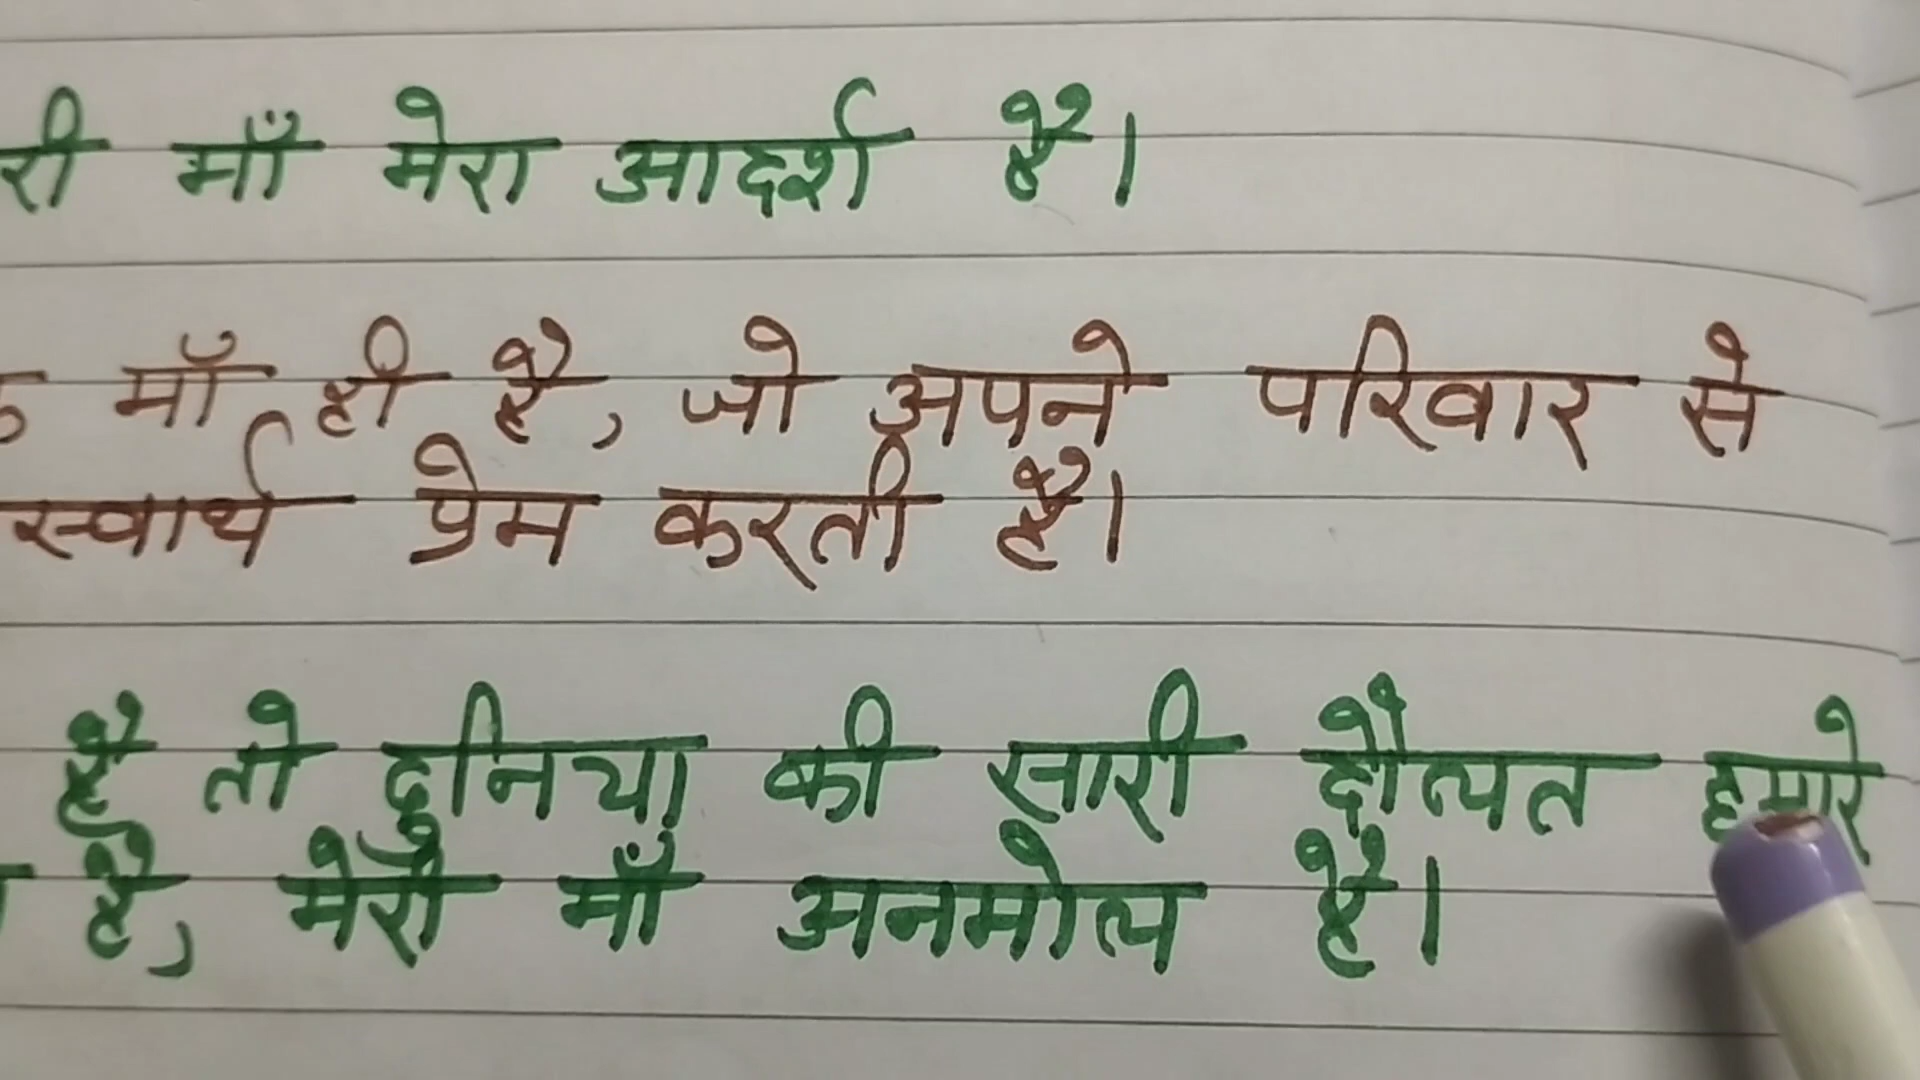 री माँ मेरा आदर्श है।
माँ ही है, जो अपने परिवार से
स्वार्थ प्रेम करती है।
है तो दुनिया की सारी दौलत हमारे
है, मेरी माँ अनमोल है।